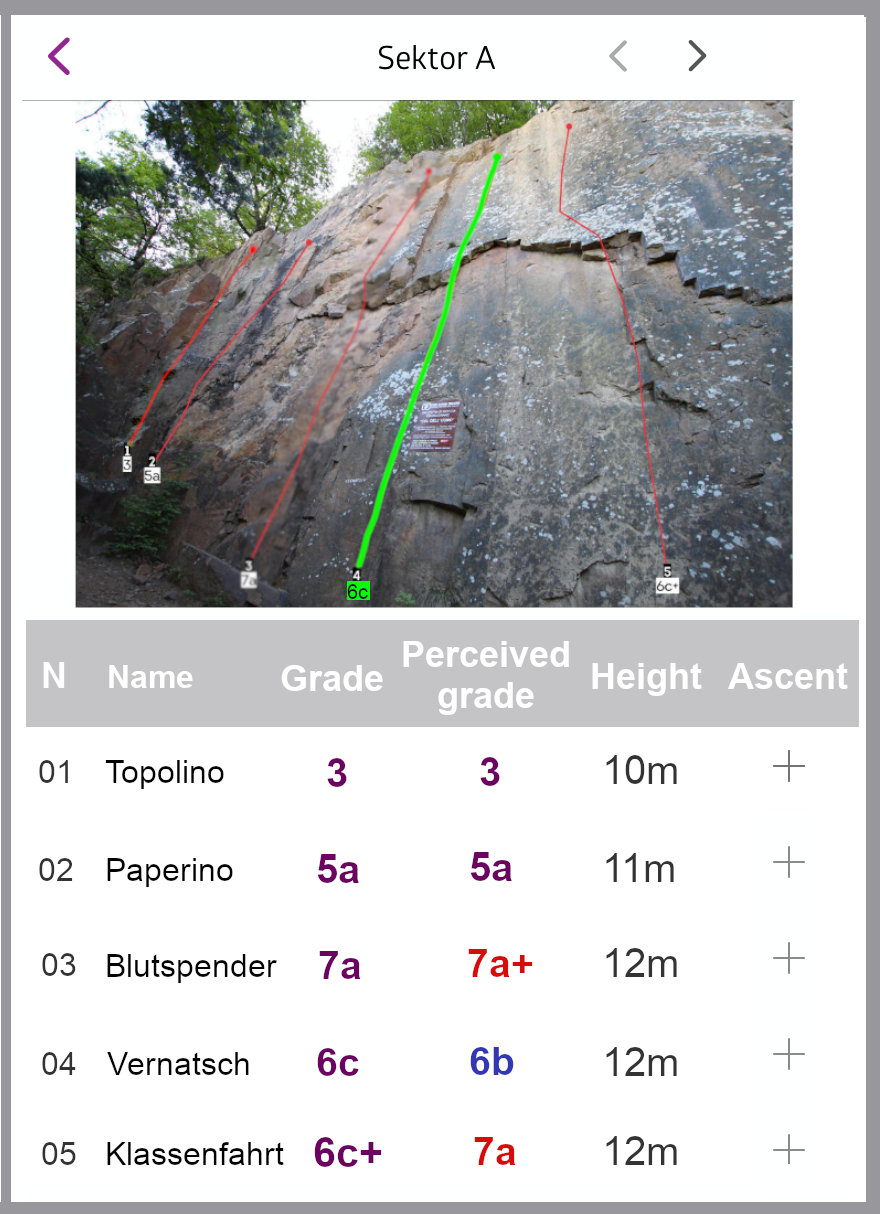 Sektor A
1
3
2
5a
3
7a
4
6c
5
6c+
N Name Grade Perceived grade Height Ascent
01 Topolino 3 3 10m
02 Paperino 5a 5a 11m
03 Blutspender 7a 7a+ 12m
04 Vernatsch 6c 6b 12m
05 Klassenfahrt 6c+ 7a 12m